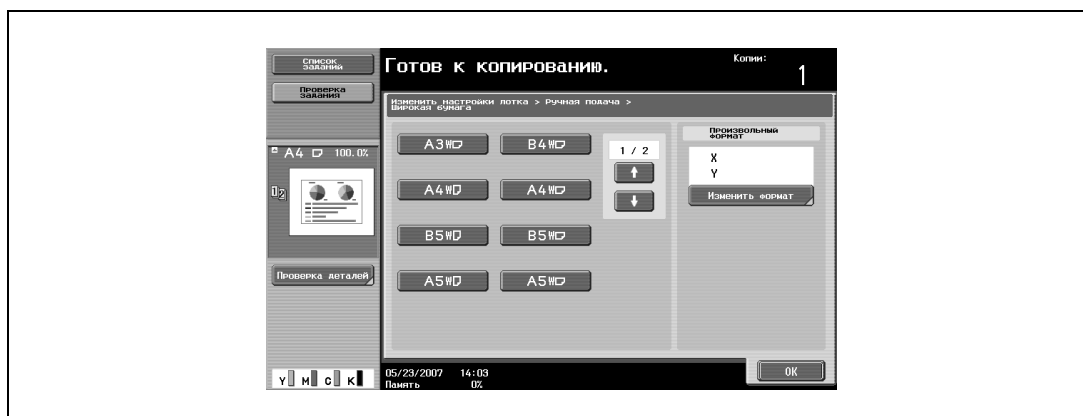 Список
заданий
Проверка
задания
A4 100.0%
12
Проверка деталей
Y M C K
Готов к копированию.
Копии:
1
Изменить настройки лотка > Ручная подача >
Широкая бумага
A3W B4W
A4W A4W
B5W B5W
A5W A5W
1 / 2
↑
↓
Произвольный
формат
X
Y
Изменить формат
05/23/2007 14:03
Память 0%
OK